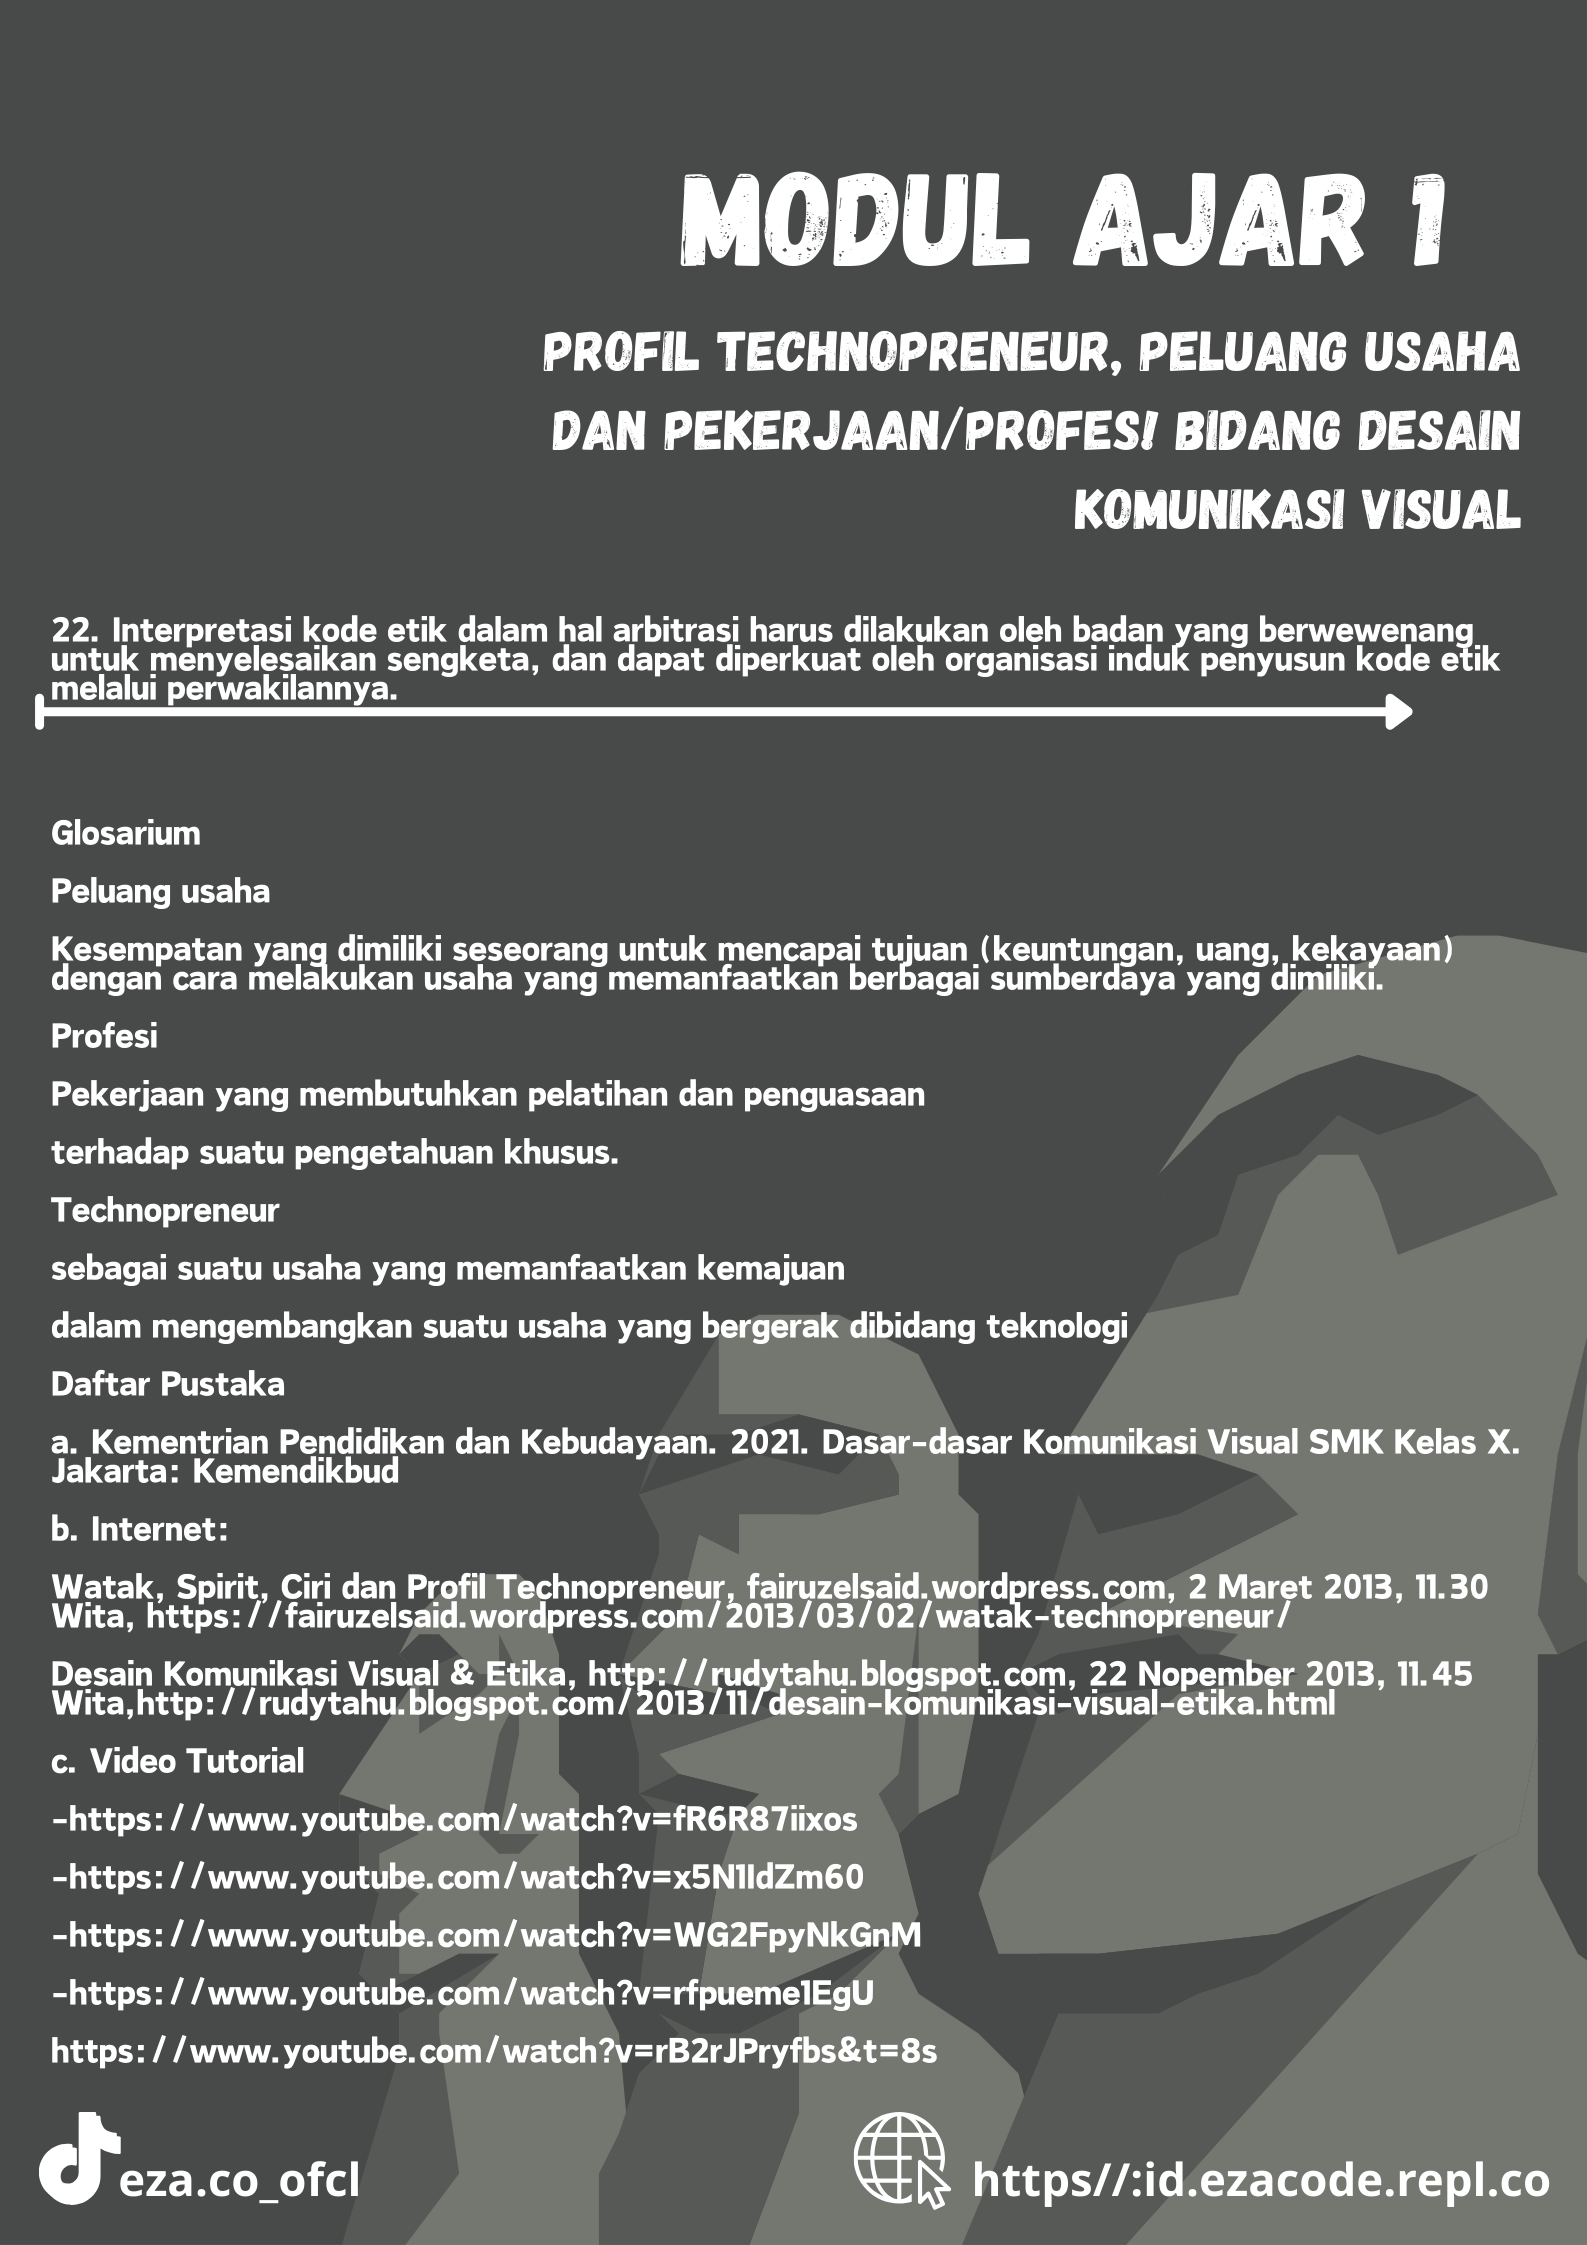 MODUL AJAR 1
PROFIL TECHNOPRENEUR, PELUANG USAHA
DAN PEKERJAAN/PROFES! BIDANG DESAIN
KOMUNIKASI VISUAL
22. Interpretasi kode etik dalam hal arbitrasi harus dilakukan oleh badan yang berwewenang
untuk menyelesaikan sengketa, dan dapat diperkuat oleh organisasi induk penyusun kode etik
melalui perwakilannya.
Glosarium
Peluang usaha
Kesempatan yang dimiliki seseorang untuk mencapai tujuan (keuntungan, uang, kekayaan)
dengan cara melakukan usaha yang memanfaatkan berbagai sumberdaya yang dimiliki.
Profesi
Pekerjaan yang membutuhkan pelatihan dan penguasaan
terhadap suatu pengetahuan khusus.
Technopreneur
sebagai suatu usaha yang memanfaatkan kemajuan
dalam mengembangkan suatu usaha yang bergerak dibidang teknologi
Daftar Pustaka
a. Kementrian Pendidikan dan Kebudayaan. 2021. Dasar-dasar Komunikasi Visual SMK Kelas X.
Jakarta: Kemendikbud
b. Internet:
Watak, Spirit, Ciri dan Profil Technopreneur, fairuzelsaid.wordpress.com, 2 Maret 2013, 11.30
Wita, https://fairuzelsaid.wordpress.com/2013/03/02/watak-technopreneur/
Desain Komunikasi Visual & Etika, http://rudytahu.blogspot.com, 22 Nopember 2013, 11.45
Wita,http://rudytahu.blogspot.com/2013/11/desain-komunikasi-visual-etika.html
c. Video Tutorial
-https://www.youtube.com/watch?v=fR6R87iixos
-https://www.youtube.com/watch?v=x5N1IdZm60
-https://www.youtube.com/watch?v=WG2FpyNkGnM
-https://www.youtube.com/watch?v=rfpueme1EgU
https://www.youtube.com/watch?v=rB2rJPryfbs&t=8s
eza.co_ofcl
https//:id.ezacode.repl.co